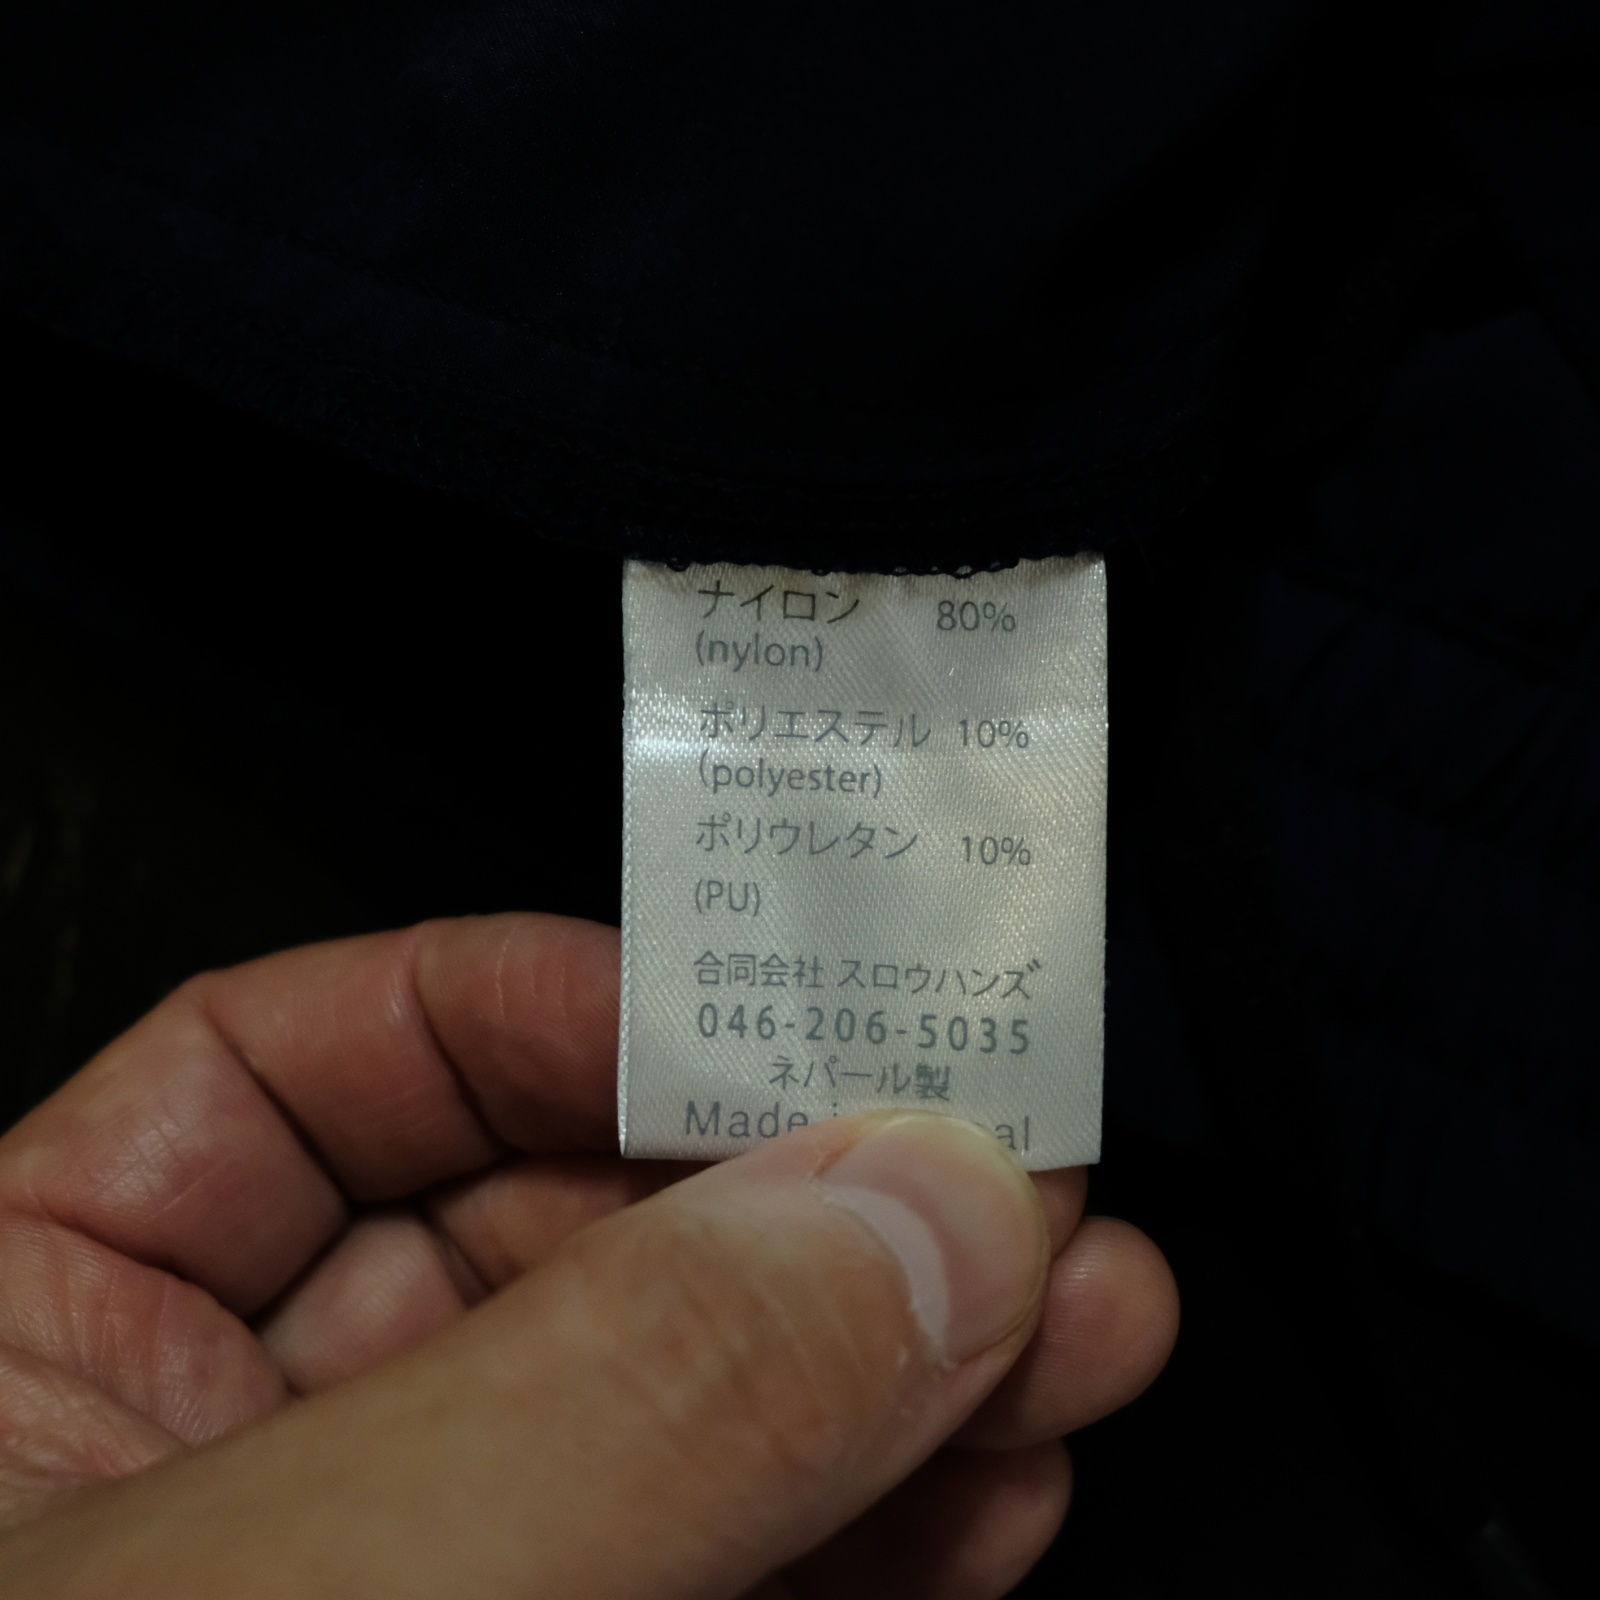 ナイロン 80%
(nylon)
ポリエステル 10%
(polyester)
ポリウレタン 10%
(PU)
合同会社 スロウハンズ
046-206-5035
ネパール製
Made